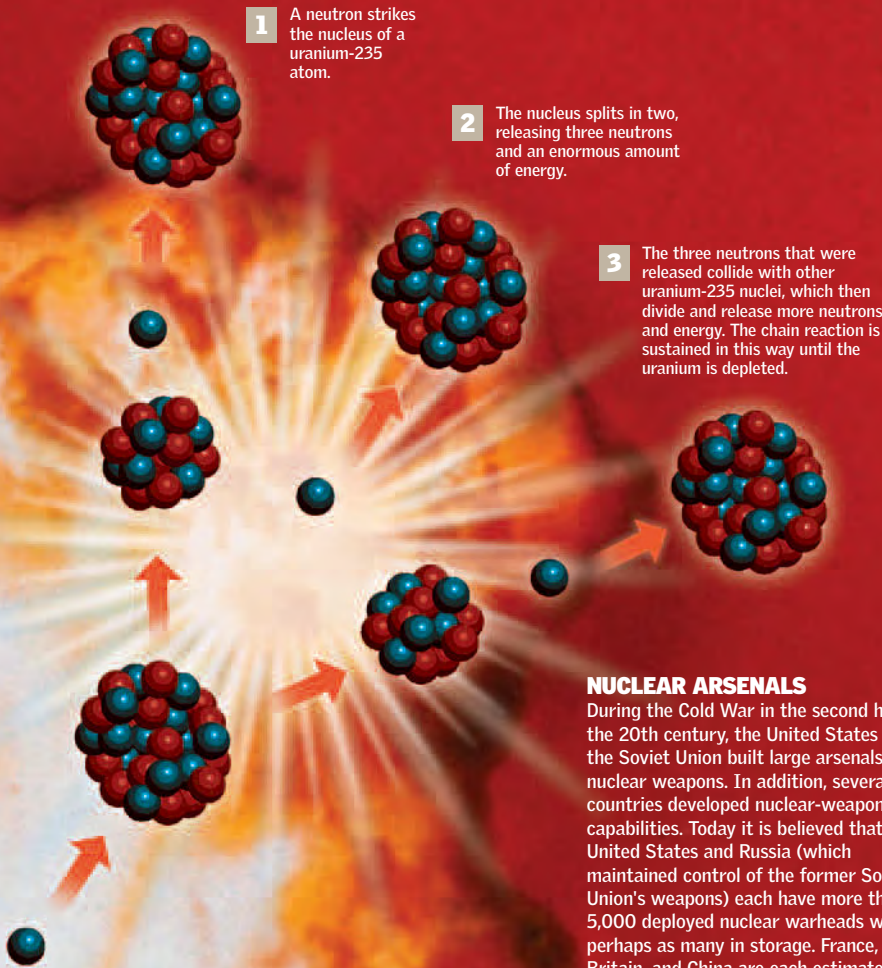 1
A neutron strikes
the nucleus of a
uranium-235
atom.
2
The nucleus splits in two,
releasing three neutrons
and an enormous amount
of energy.
3
The three neutrons that were
released collide with other
uranium-235 nuclei, which then
divide and release more neutrons
and energy. The chain reaction is
sustained in this way until the
uranium is depleted.
NUCLEAR ARSENALS
During the Cold War in the second
the 20th century, the United States
the Soviet Union built large arsenals
nuclear weapons. In addition,
countries developed
capabilities. Today it is believed that
United States and Russia (which
maintained control of the former
Union's weapons) each have more
5,000 deployed nuclear warheads
perhaps as many in storage. France,
Britain, and China are each